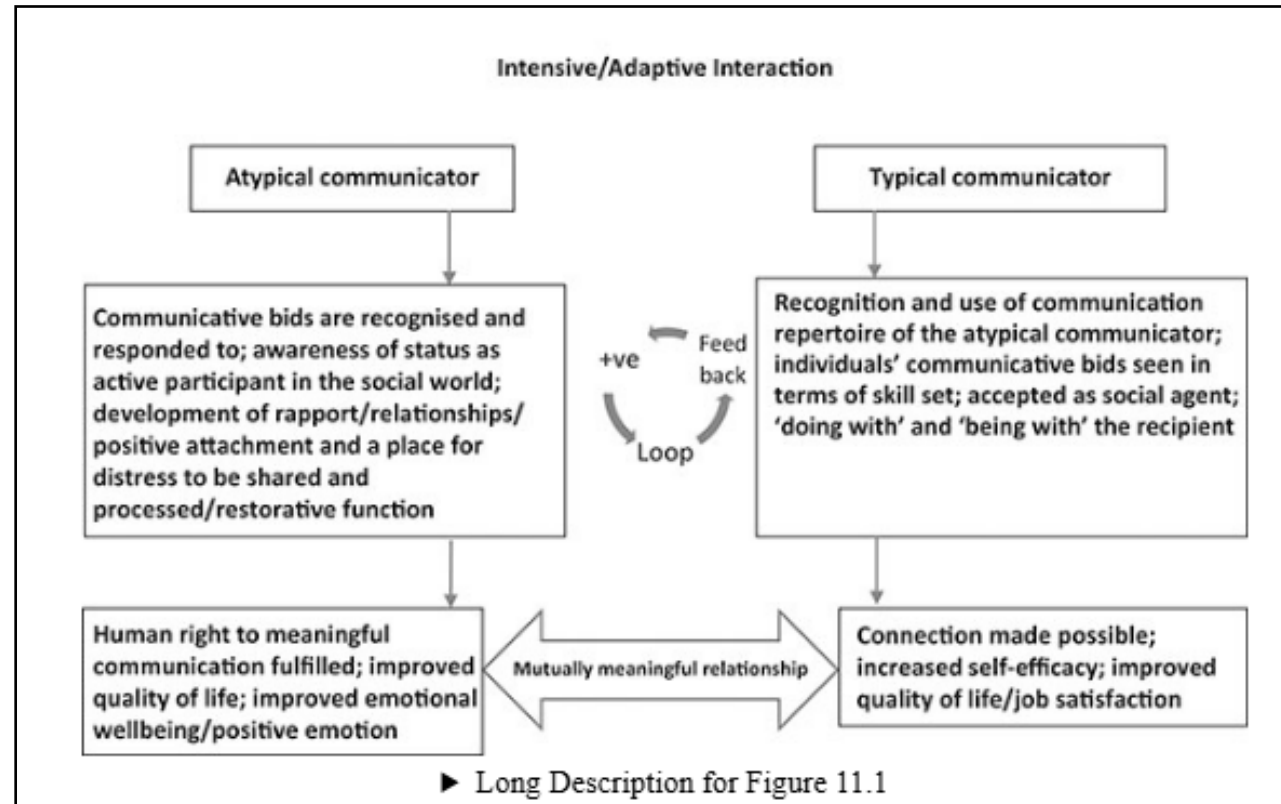 Intensive/Adaptive Interaction
Atypical communicator
Typical communicator
Communicative bids are recognised and
responded to; awareness of status as
active participant in the social world;
development of rapport/relationships/
positive attachment and a place for
distress to be shared and
processed/restorative function
+ve
Feed
back
Loop
Recognition and use of communication
repertoire of the atypical communicator;
individuals’ communicative bids seen in
terms of skill set; accepted as social agent;
‘doing with’ and ‘being with’ the recipient
Human right to meaningful
communication fulfilled; improved
quality of life; improved emotional
wellbeing/positive emotion
Mutually meaningful relationship
Connection made possible;
increased self-efficacy; improved
quality of life/job satisfaction
► Long Description for Figure 11.1